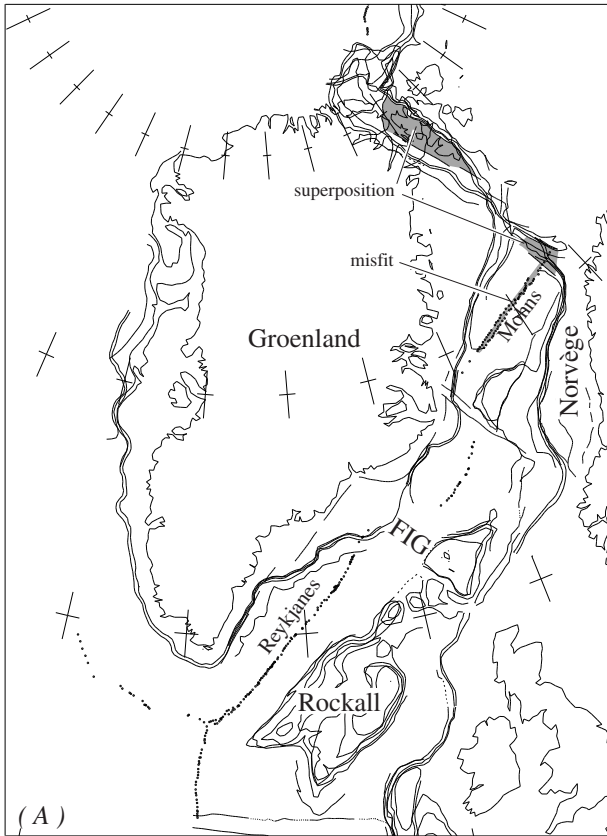 superposition
misfit
Mohns
Groenland
Norvège
FIG
Reykjanes
Rockall
( A )